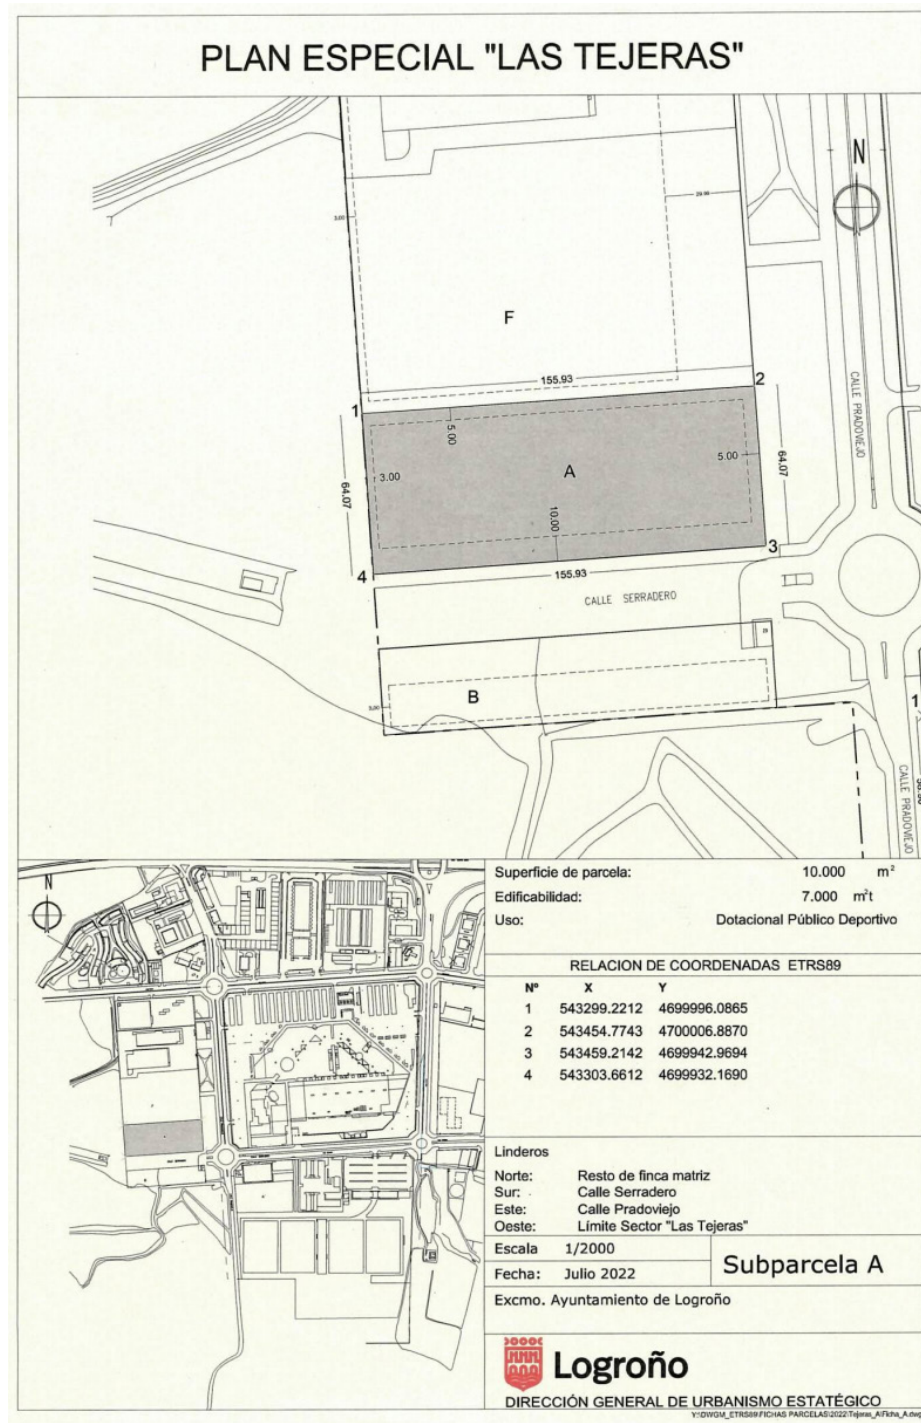 PLAN ESPECIAL "LAS TEJERAS"
N
3.00
F
155.93
1
2
5.00
3.00
A
5.00
64.07
64.07
10.00
CALLE PRADOVIEJO
3
4
155.93
CALLE SERRADERO
B
1
CALLE PRADOVIEJO
N
Superficie de parcela: 10.000 m²
Edificabilidad: 7.000 m²t
Uso: Dotacional Público Deportivo
RELACION DE COORDENADAS ETRS89
Nº X Y
1 543299.2212 4699996.0865
2 543454.7743 4700006.8870
3 543459.2142 4699942.9694
4 543303.6612 4699932.1690
Linderos
Norte: Resto de finca matriz
Sur: Calle Serradero
Este: Calle Pradoviejo
Oeste: Límite Sector "Las Tejeras"
Escala 1/2000
Fecha: Julio 2022
Subparcela A
Excmo. Ayuntamiento de Logroño
Logroño
DIRECCIÓN GENERAL DE URBANISMO ESTATÉGICO